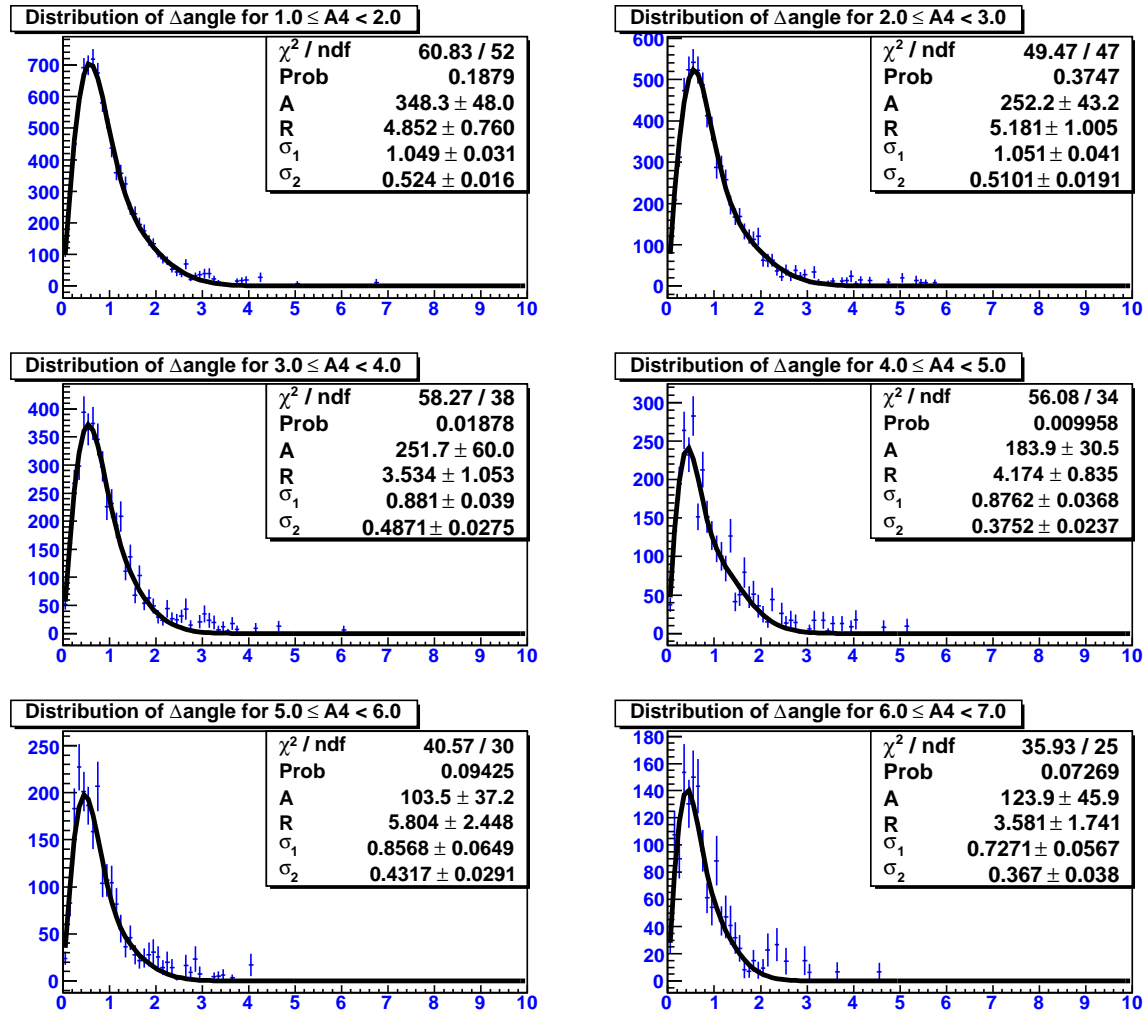 Distribution of Δangle for 1.0 ≤ A4 < 2.0
χ² / ndf 60.83 / 52
Prob 0.1879
A 348.3 ± 48.0
R 4.852 ± 0.760
σ₁ 1.049 ± 0.031
σ₂ 0.524 ± 0.016
700
600
500
400
300
200
100
0
0 1 2 3 4 5 6 7 8 9 10
Distribution of Δangle for 2.0 ≤ A4 < 3.0
χ² / ndf 49.47 / 47
Prob 0.3747
A 252.2 ± 43.2
R 5.181 ± 1.005
σ₁ 1.051 ± 0.041
σ₂ 0.5101 ± 0.0191
600
500
400
300
200
100
0
0 1 2 3 4 5 6 7 8 9 10
Distribution of Δangle for 3.0 ≤ A4 < 4.0
χ² / ndf 58.27 / 38
Prob 0.01878
A 251.7 ± 60.0
R 3.534 ± 1.053
σ₁ 0.881 ± 0.039
σ₂ 0.4871 ± 0.0275
400
350
300
250
200
150
100
50
0
0 1 2 3 4 5 6 7 8 9 10
Distribution of Δangle for 4.0 ≤ A4 < 5.0
χ² / ndf 56.08 / 34
Prob 0.009958
A 183.9 ± 30.5
R 4.174 ± 0.835
σ₁ 0.8762 ± 0.0368
σ₂ 0.3752 ± 0.0237
300
250
200
150
100
50
0
0 1 2 3 4 5 6 7 8 9 10
Distribution of Δangle for 5.0 ≤ A4 < 6.0
χ² / ndf 40.57 / 30
Prob 0.09425
A 103.5 ± 37.2
R 5.804 ± 2.448
σ₁ 0.8568 ± 0.0649
σ₂ 0.4317 ± 0.0291
250
200
150
100
50
0
0 1 2 3 4 5 6 7 8 9 10
Distribution of Δangle for 6.0 ≤ A4 < 7.0
χ² / ndf 35.93 / 25
Prob 0.07269
A 123.9 ± 45.9
R 3.581 ± 1.741
σ₁ 0.7271 ± 0.0567
σ₂ 0.367 ± 0.038
180
160
140
120
100
80
60
40
20
0
0 1 2 3 4 5 6 7 8 9 10